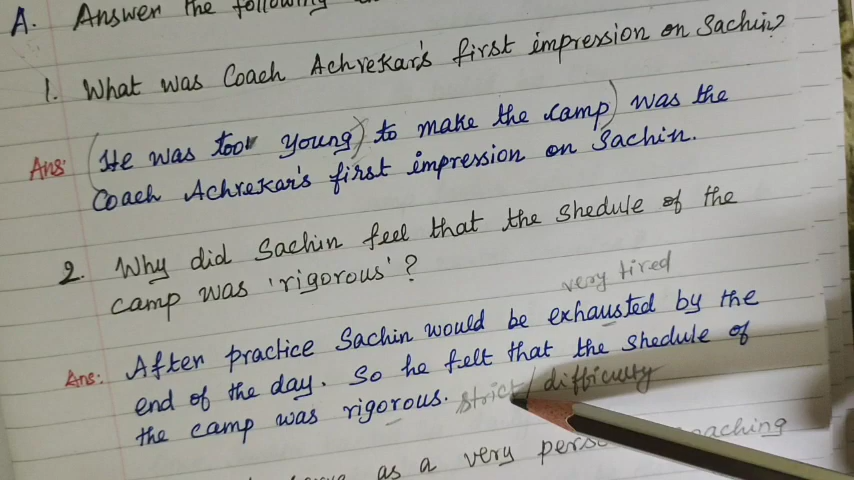 A. Answer the following
1. What was Coach Achrekar's first impression on Sachin?
Ans: (He was too young) to make the camp) was the
Coach Achrekar's first impression on Sachin.
2. Why did Sachin feel that the shedule of the
camp was 'rigorous'?
very tired
Ans: After practice Sachin would be exhausted by the
end of the day. So he felt that the shedule of
the camp was rigorous. strict / difficulty
as a very